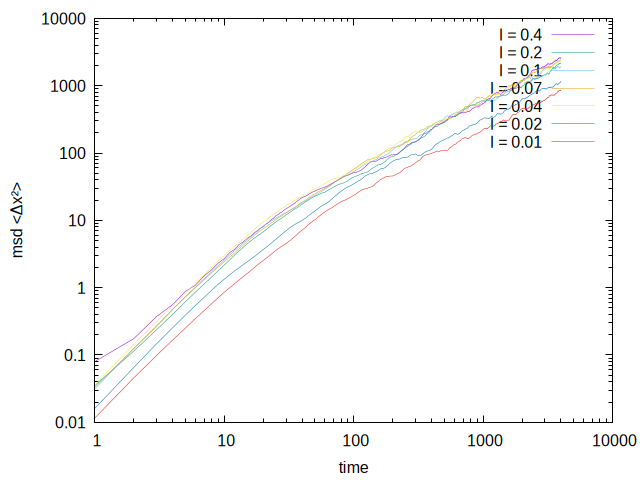 10000
1000
100
10
1
0.1
0.01
msd <Δx²>
l = 0.4
l = 0.2
l = 0.1
l = 0.07
l = 0.04
l = 0.02
l = 0.01
1 10 100 1000 10000
time